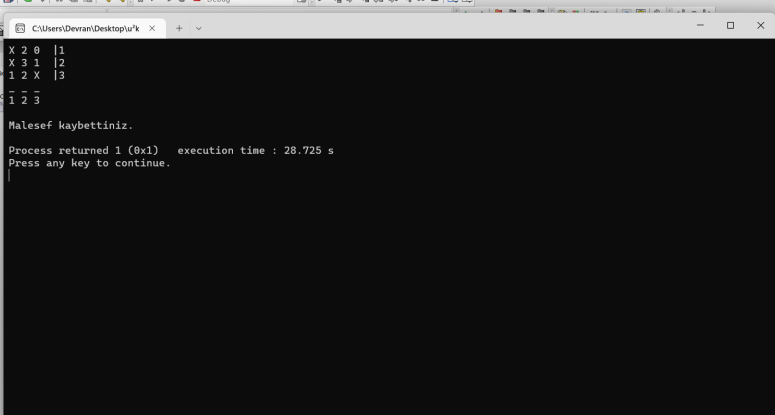 Debug
C:\Users\Devran\Desktop\u²k
X 2 0 |1
X 3 1 |2
1 2 X |3
_ _ _
1 2 3
Malesef kaybettiniz.
Process returned 1 (0x1) execution time : 28.725 s
Press any key to continue.